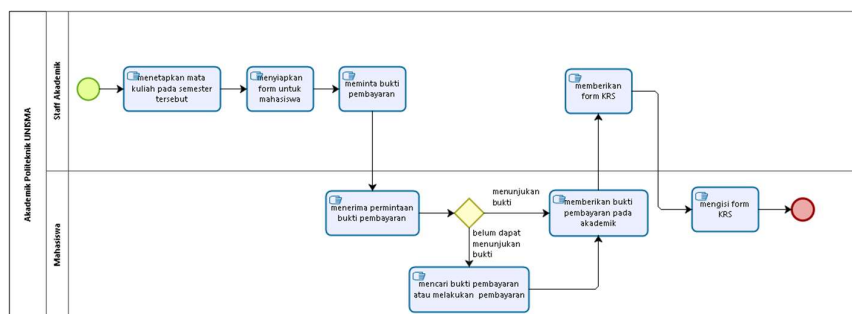 Akademik Politeknik UNISMA
Staff Akademik
menetapkan mata
kuliah pada semester
tersebut
menyiapkan
form untuk
mahasiswa
meminta bukti
pembayaran
memberikan
form KRS
Mahasiswa
menerima permintaan
bukti pembayaran
menunjukan
bukti
belum dapat
menunjukan
bukti
mencari bukti pembayaran
atau melakukan pembayaran
memberikan bukti
pembayaran pada
akademik
mengisi form
KRS